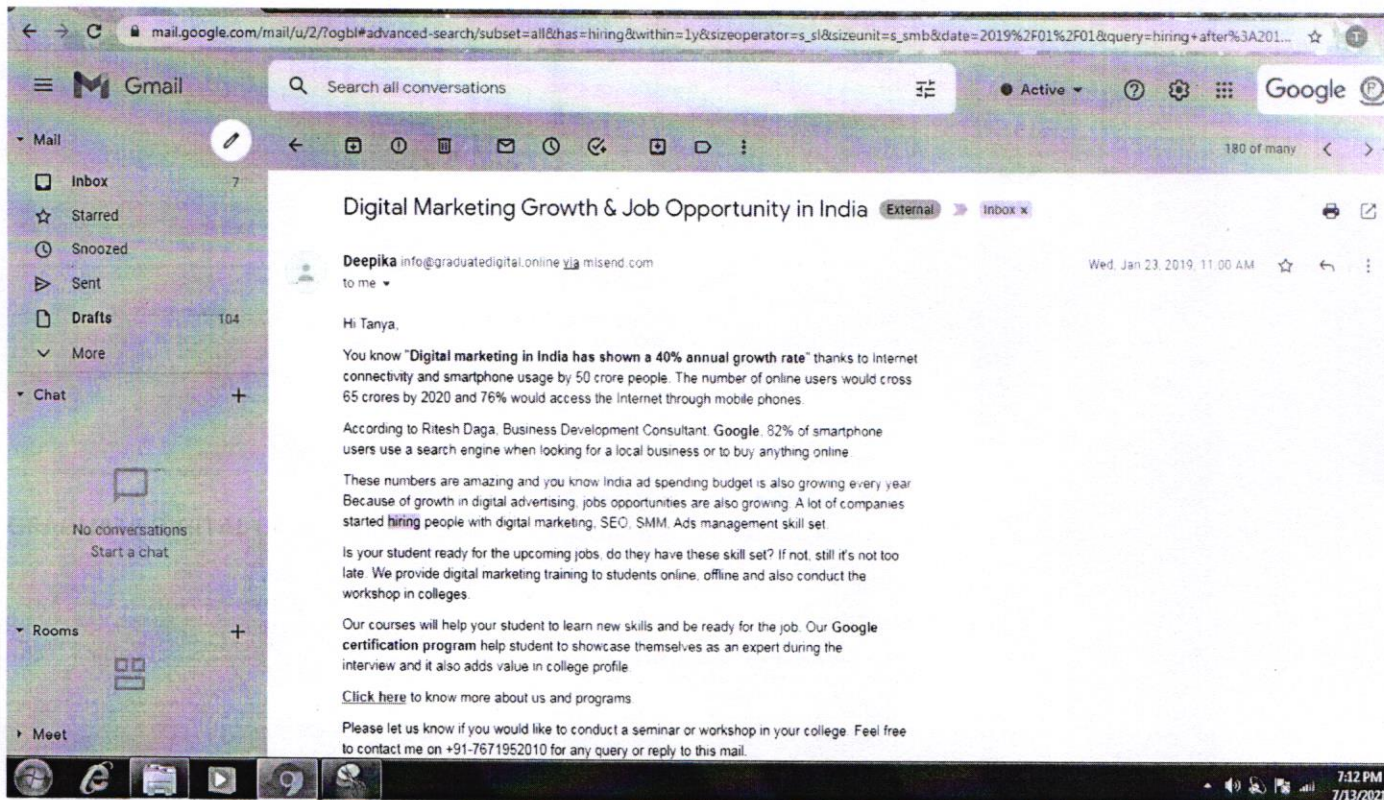 mail.google.com/mail/u/2/?ogbl#advanced-search/subset=all&has=hiring&within=1y&sizeoperator=s_sl&sizeunit=s_smb&date=2019%2F01%2F01&query=hiring+after%3A201...
Gmail
Search all conversations
Active
Google
Mail
180 of many
Inbox 7
Starred
Snoozed
Sent
Drafts 104
More
Chat
No conversations
Start a chat
Rooms
Meet
Digital Marketing Growth & Job Opportunity in India External Inbox x
Deepika info@graduatedigital.online via misend.com
Wed, Jan 23, 2019, 11:00 AM
to me
Hi Tanya,
You know "Digital marketing in India has shown a 40% annual growth rate" thanks to Internet
connectivity and smartphone usage by 50 crore people. The number of online users would cross
65 crores by 2020 and 76% would access the Internet through mobile phones.
According to Ritesh Daga, Business Development Consultant, Google, 82% of smartphone
users use a search engine when looking for a local business or to buy anything online.
These numbers are amazing and you know India ad spending budget is also growing every year
Because of growth in digital advertising, jobs opportunities are also growing. A lot of companies
started hiring people with digital marketing, SEO, SMM, Ads management skill set.
Is your student ready for the upcoming jobs, do they have these skill set? If not, still it's not too
late. We provide digital marketing training to students online, offline and also conduct the
workshop in colleges.
Our courses will help your student to learn new skills and be ready for the job. Our Google
certification program help student to showcase themselves as an expert during the
interview and it also adds value in college profile.
Click here to know more about us and programs.
Please let us know if you would like to conduct a seminar or workshop in your college. Feel free
to contact me on +91-7671952010 for any query or reply to this mail.
7:12 PM
7/13/2021